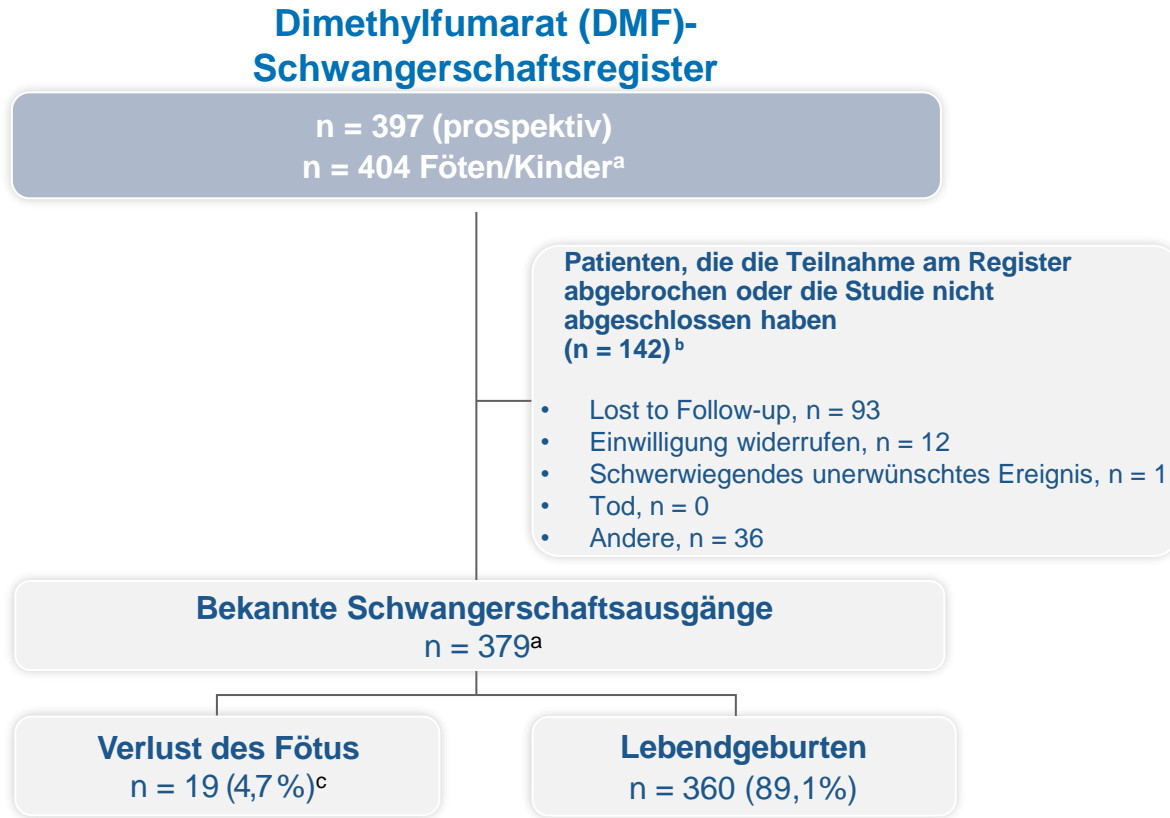 Dimethylfumarat (DMF)-
Schwangerschaftsregister
n = 397 (prospektiv)
n = 404 Föten/Kinderᵃ
Patienten, die die Teilnahme am Register
abgebrochen oder die Studie nicht
abgeschlossen haben
(n = 142) ᵇ
• Lost to Follow-up, n = 93
• Einwilligung widerrufen, n = 12
• Schwerwiegendes unerwünschtes Ereignis, n = 1
• Tod, n = 0
• Andere, n = 36
Bekannte Schwangerschaftsausgänge
n = 379ᵃ
Verlust des Fötus
n = 19 (4,7 %)ᶜ
Lebendgeburten
n = 360 (89,1%)